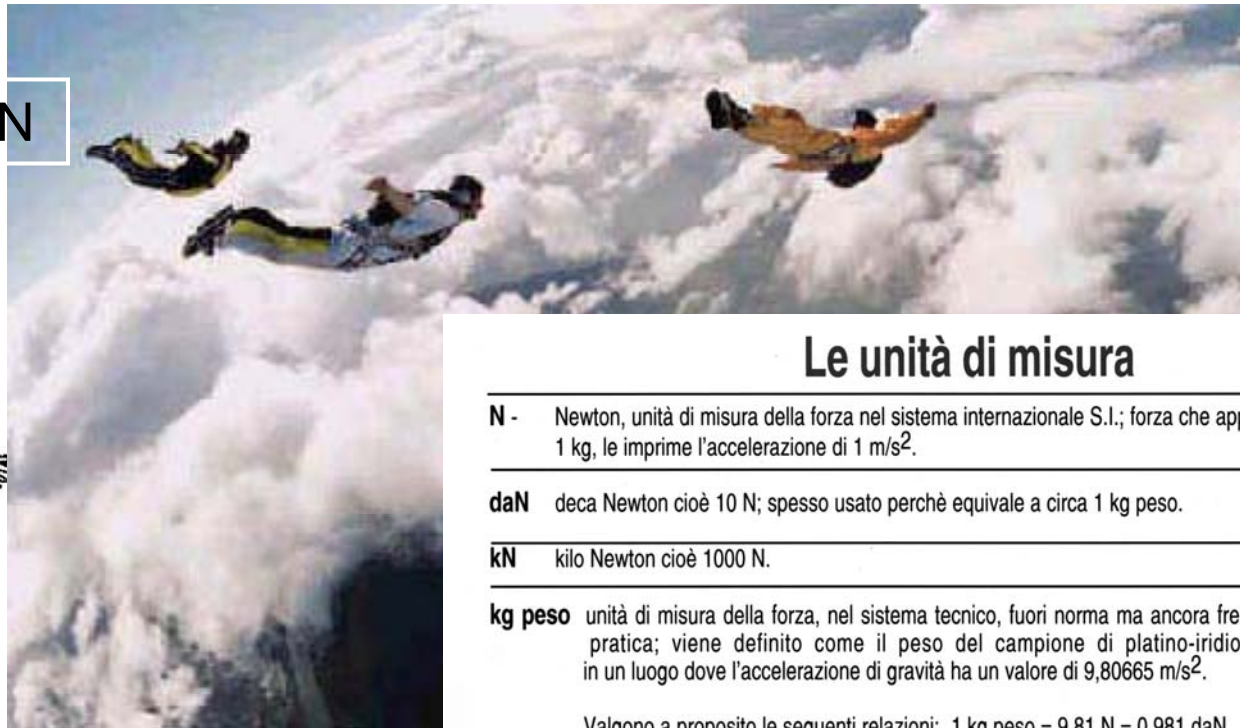 N
Le unità di misura
N - Newton, unità di misura della forza nel sistema internazionale S.I.; forza che app
1 kg, le imprime l'accelerazione di 1 m/s².
daN deca Newton cioè 10 N; spesso usato perchè equivale a circa 1 kg peso.
kN kilo Newton cioè 1000 N.
kg peso unità di misura della forza, nel sistema tecnico, fuori norma ma ancora fre
pratica; viene definito come il peso del campione di platino-iridio
in un luogo dove l'accelerazione di gravità ha un valore di 9,80665 m/s².
Valgono a proposito le seguenti relazioni: 1 kg peso = 9,81 N = 0,981 daN